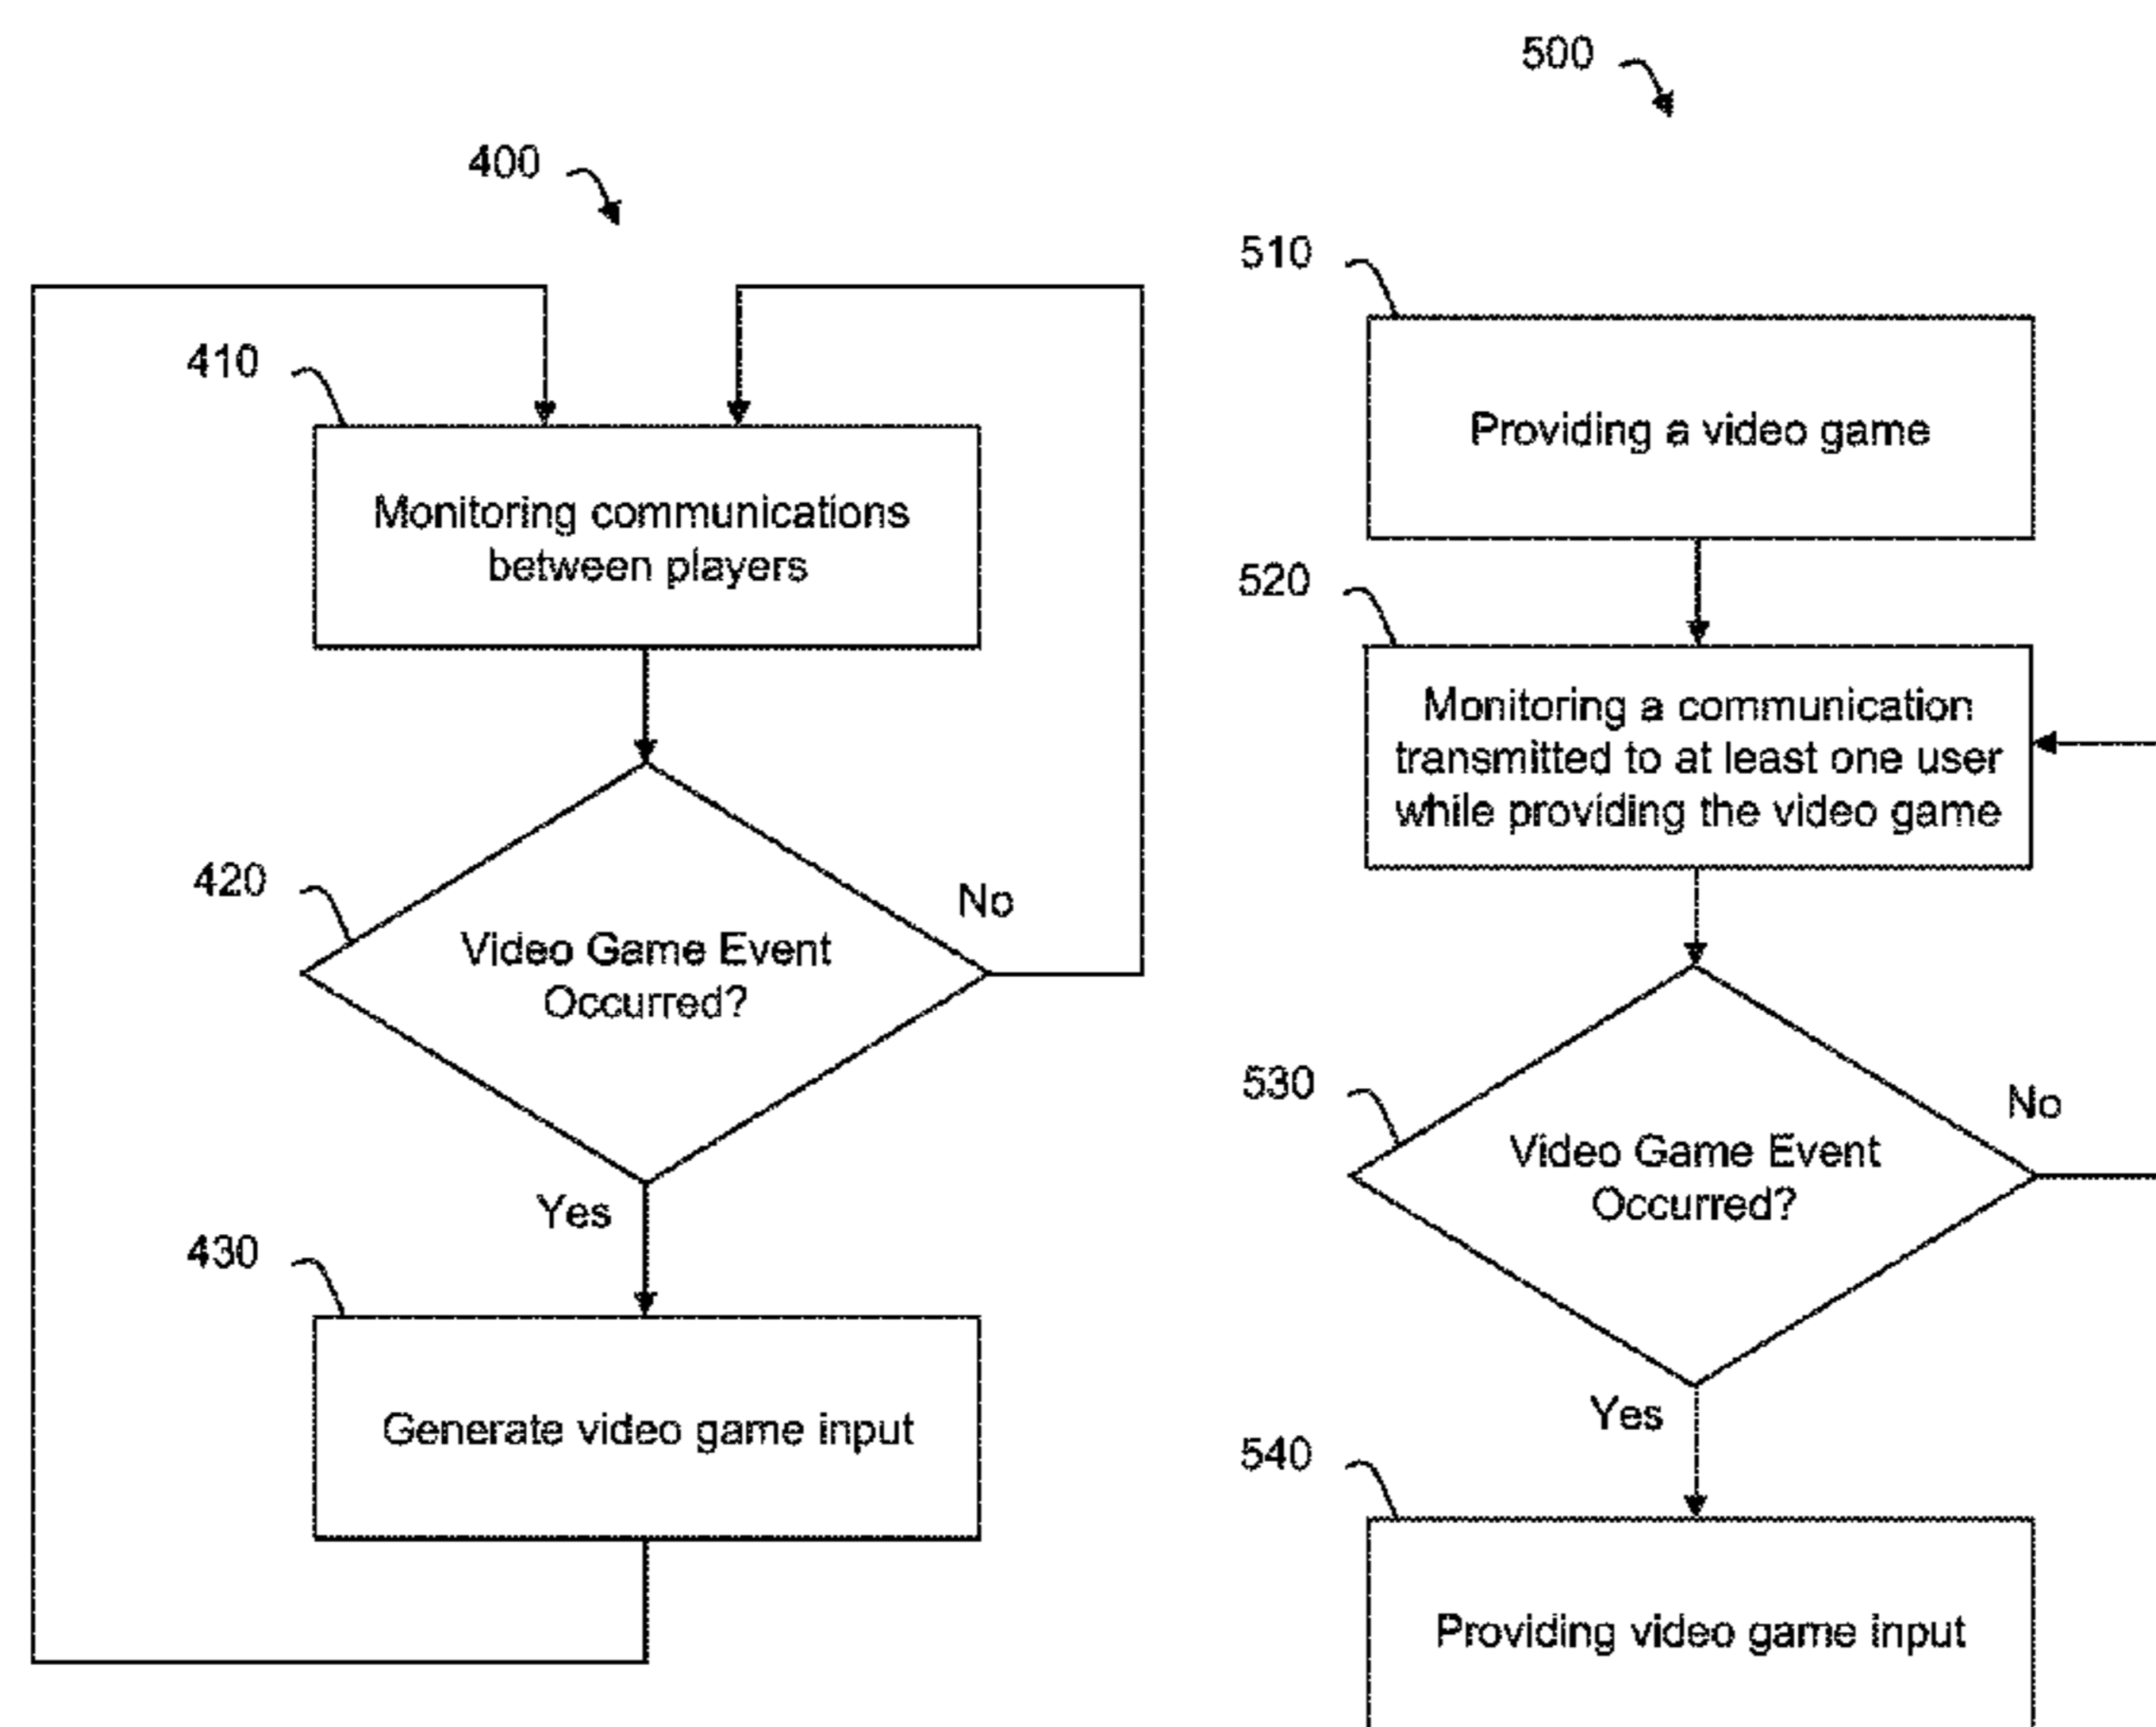 400
410
Monitoring communications
between players
420
Video Game Event
Occurred?
No
Yes
430
Generate video game input
500
510
Providing a video game
520
Monitoring a communication
transmitted to at least one user
while providing the video game
530
Video Game Event
Occurred?
No
Yes
540
Providing video game input